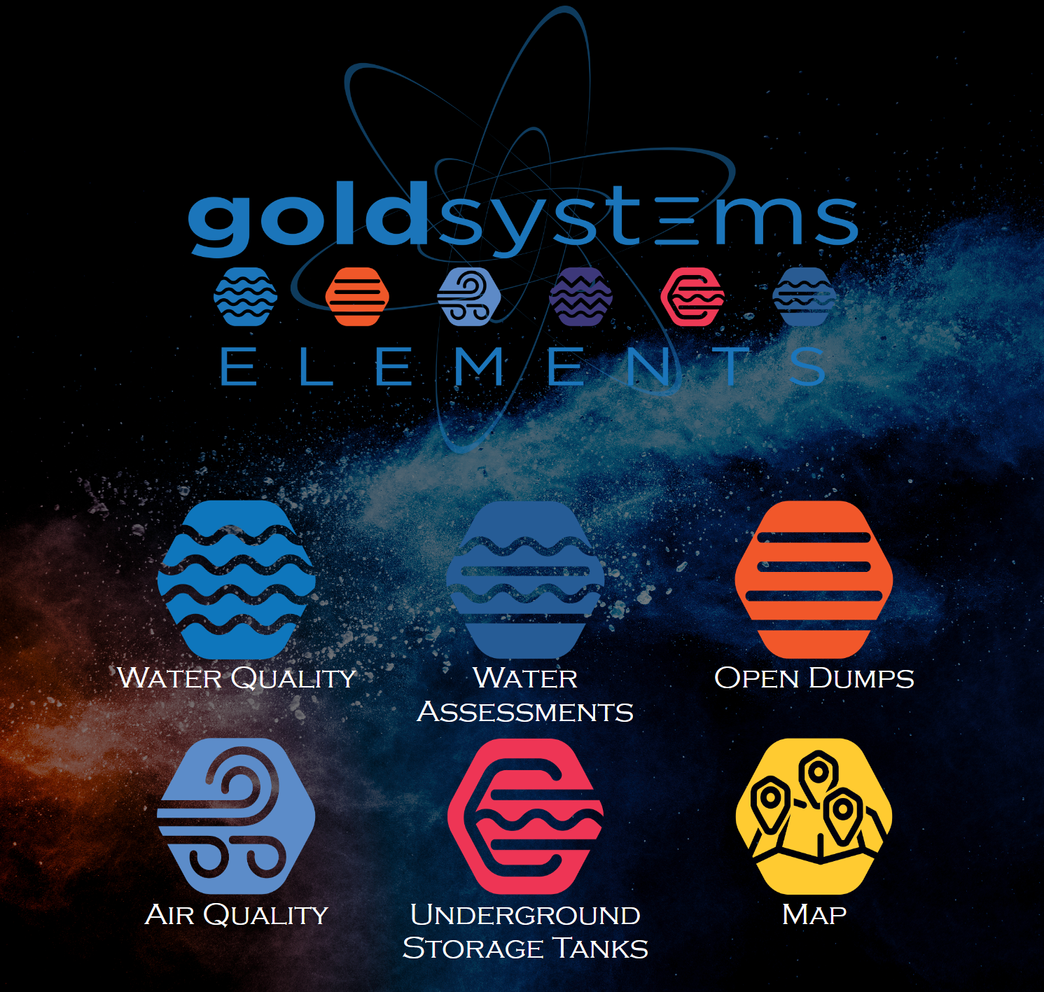 goldsystems
ELEMENTS
WATER QUALITY
WATER
ASSESSMENTS
OPEN DUMPS
AIR QUALITY
UNDERGROUND
STORAGE TANKS
MAP